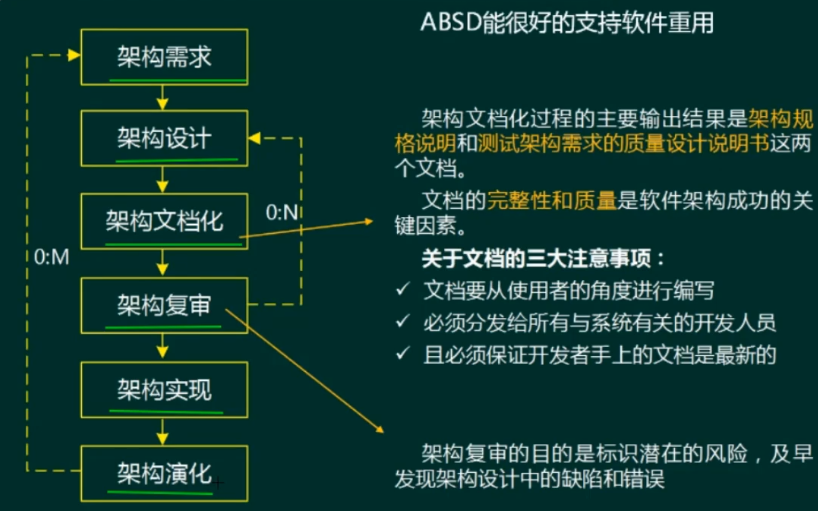 ABSD能很好的支持软件重用
架构需求
架构设计
架构文档化
架构复审
架构实现
架构演化
0:N
0:M
架构文档化过程的主要输出结果是架构规
格说明和测试架构需求的质量设计说明书这两
个文档。
文档的完整性和质量是软件架构成功的关
键因素。
关于文档的三大注意事项：
✓ 文档要从使用者的角度进行编写
✓ 必须分发给所有与系统有关的开发人员
✓ 且必须保证开发者手上的文档是最新的
架构复审的目的是标识潜在的风险，及早
发现架构设计中的缺陷和错误